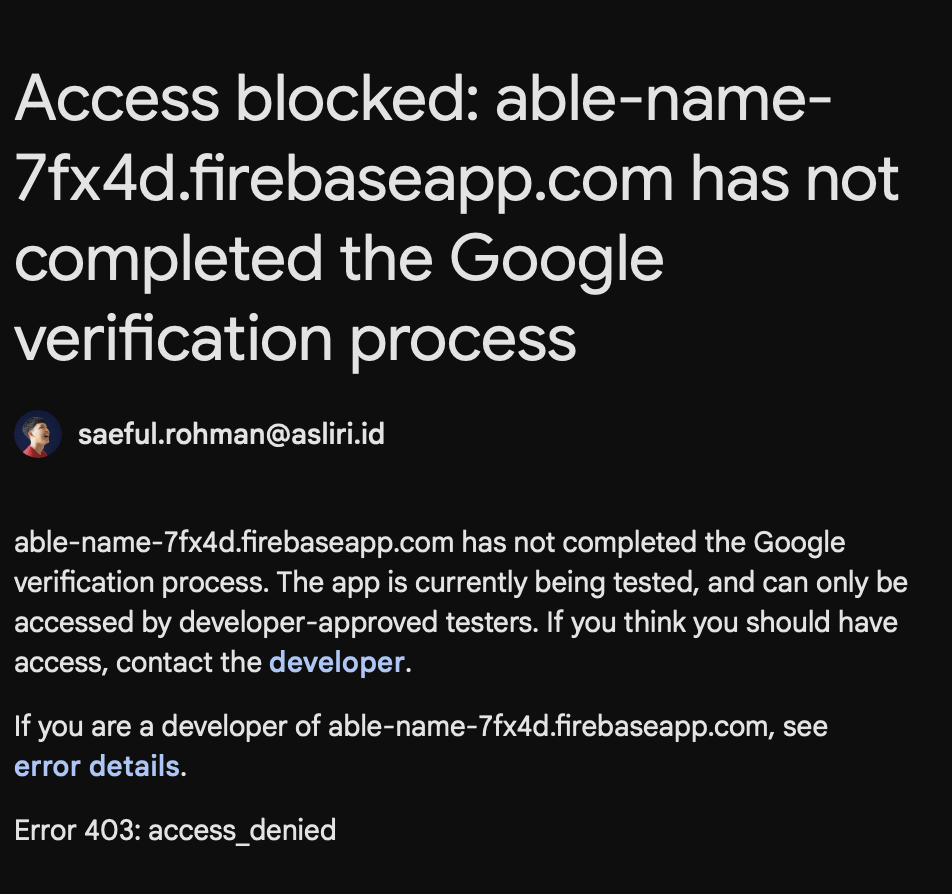 Access blocked: able-name-
7fx4d.firebaseapp.com has not
completed the Google
verification process
saeful.rohman@asliri.id
able-name-7fx4d.firebaseapp.com has not completed the Google
verification process. The app is currently being tested, and can only be
accessed by developer-approved testers. If you think you should have
access, contact the developer.
If you are a developer of able-name-7fx4d.firebaseapp.com, see
error details.
Error 403: access_denied